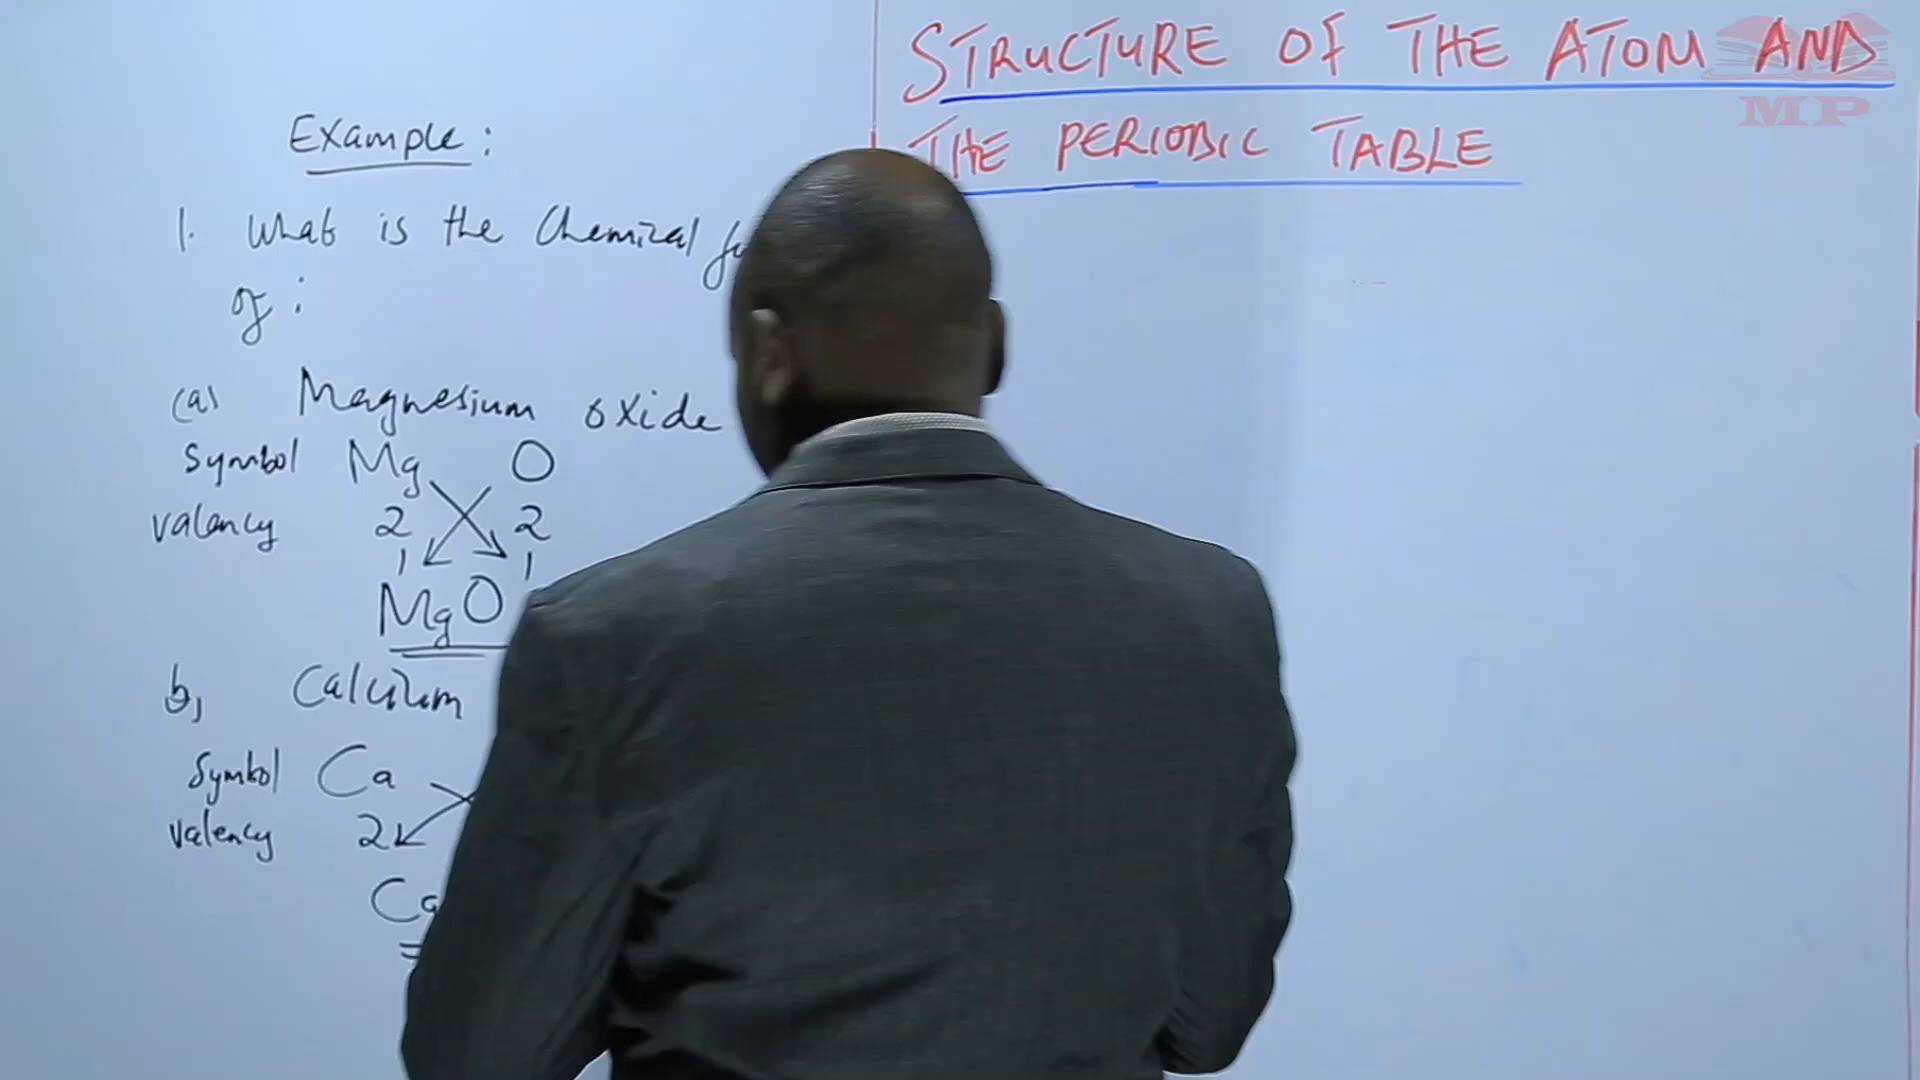 STRUCTURE OF THE ATOM AND
THE PERIODIC TABLE
MP
Example:
1. What is the Chemical
of:
(a) Magnesium oxide
Symbol Mg O
valency 2 2
1 1
MgO
b, Calcium
Symbol Ca
valency 2
Ca